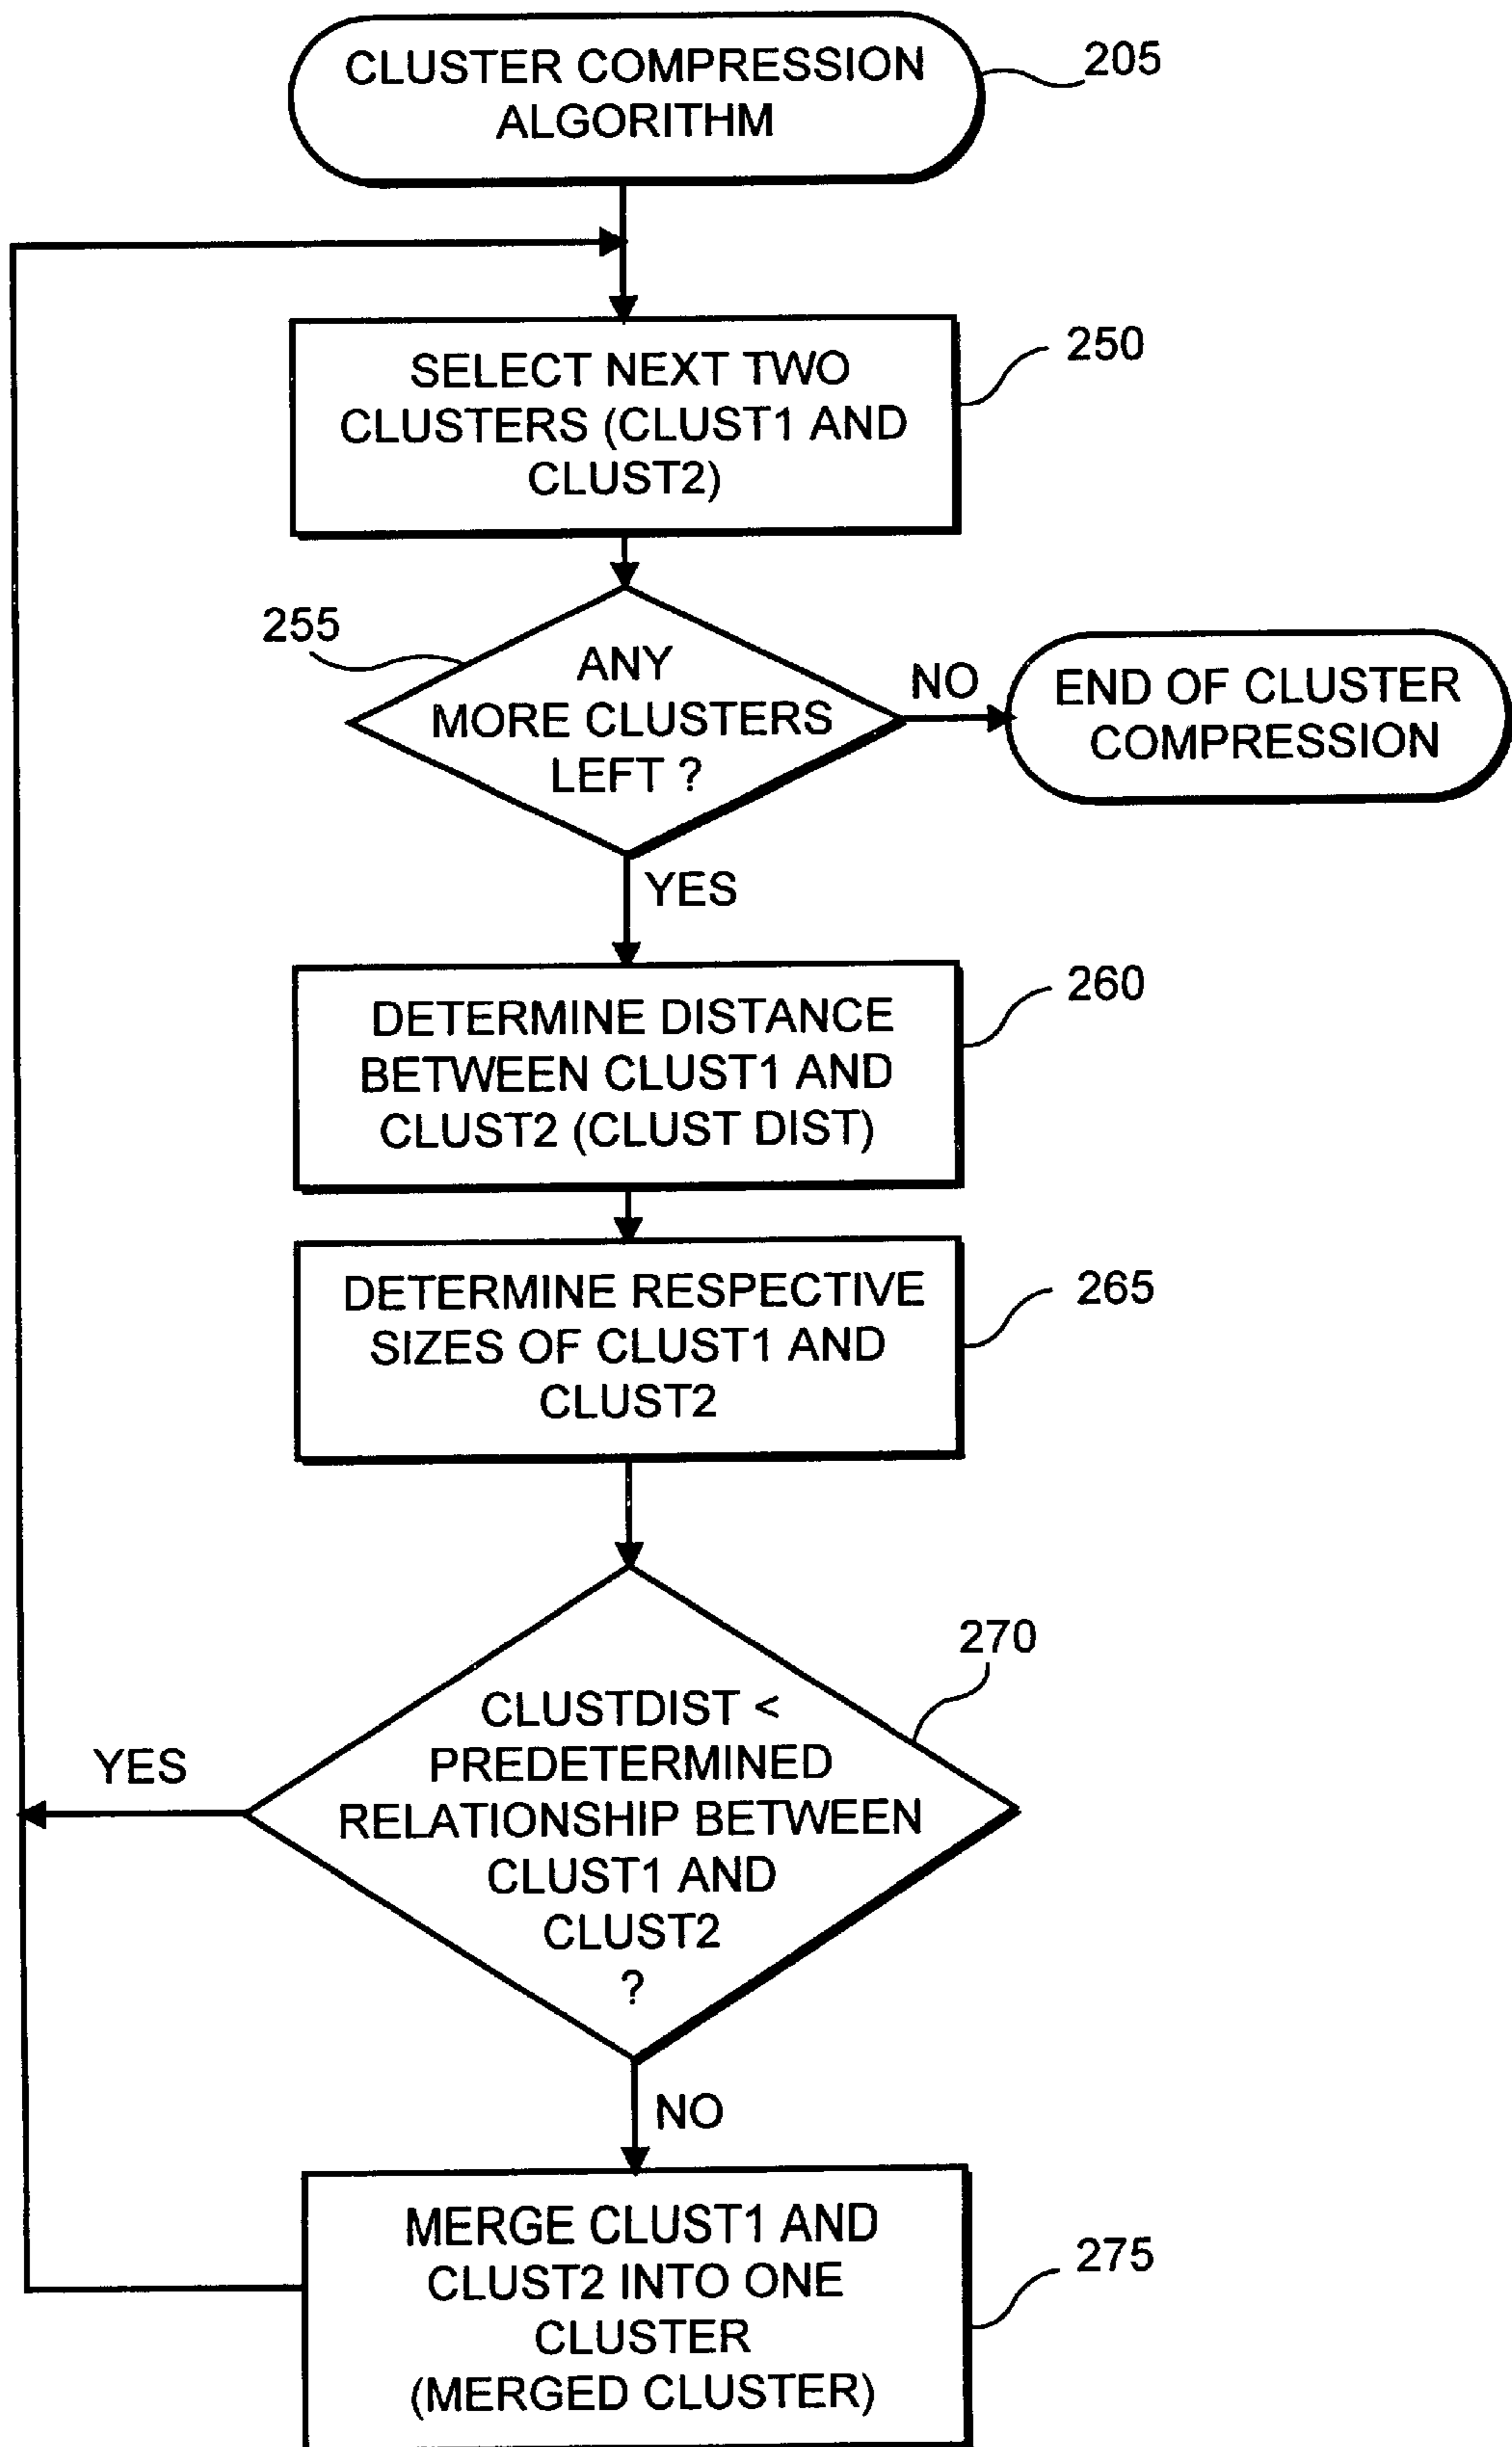 CLUSTER COMPRESSION
ALGORITHM
205
SELECT NEXT TWO
CLUSTERS (CLUST1 AND
CLUST2)
250
255
ANY
MORE CLUSTERS
LEFT ?
NO
END OF CLUSTER
COMPRESSION
YES
DETERMINE DISTANCE
BETWEEN CLUST1 AND
CLUST2 (CLUST DIST)
260
DETERMINE RESPECTIVE
SIZES OF CLUST1 AND
CLUST2
265
270
CLUSTDIST <
PREDETERMINED
RELATIONSHIP BETWEEN
CLUST1 AND
CLUST2
?
YES
NO
MERGE CLUST1 AND
CLUST2 INTO ONE
CLUSTER
(MERGED CLUSTER)
275